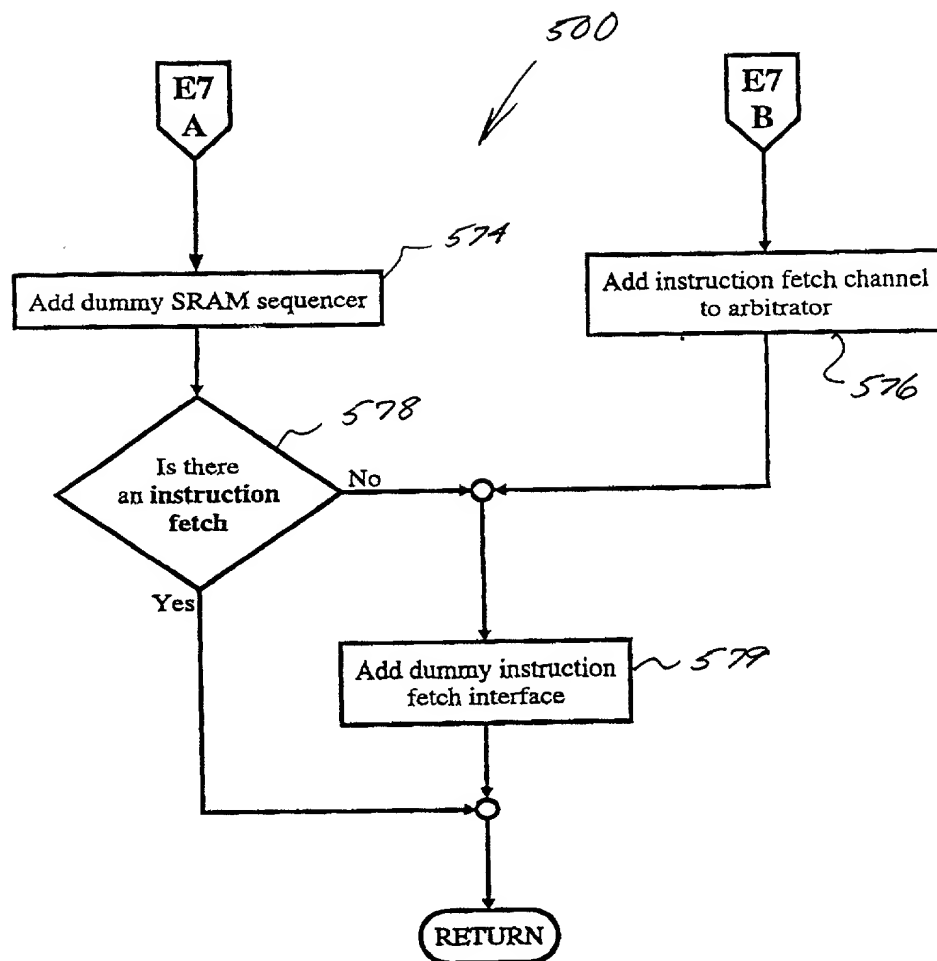 500
E7
A
E7
B
574
Add dummy SRAM sequencer
Add instruction fetch channel
to arbitrator
576
578
Is there
an instruction
fetch
No
Yes
Add dummy instruction
fetch interface
579
RETURN